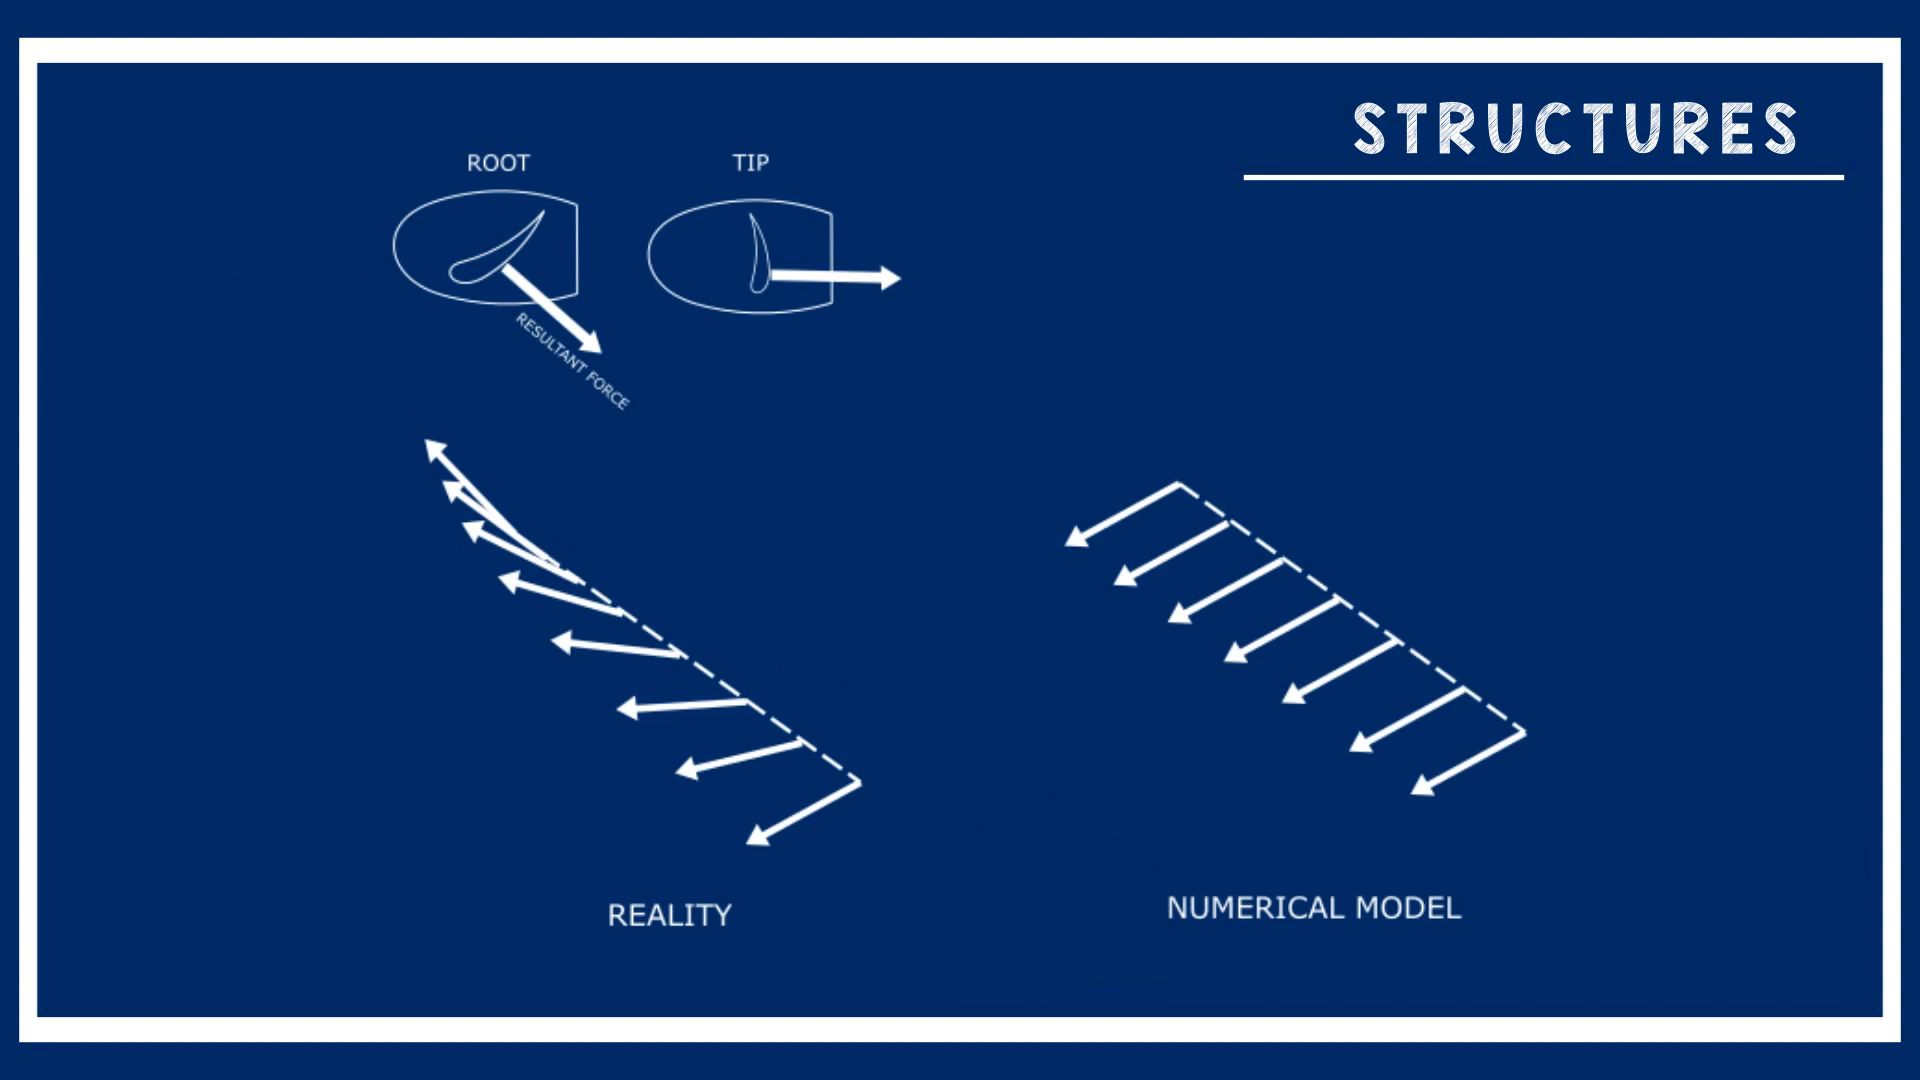 STRUCTURES
ROOT
TIP
RESULTANT FORCE
REALITY
NUMERICAL MODEL